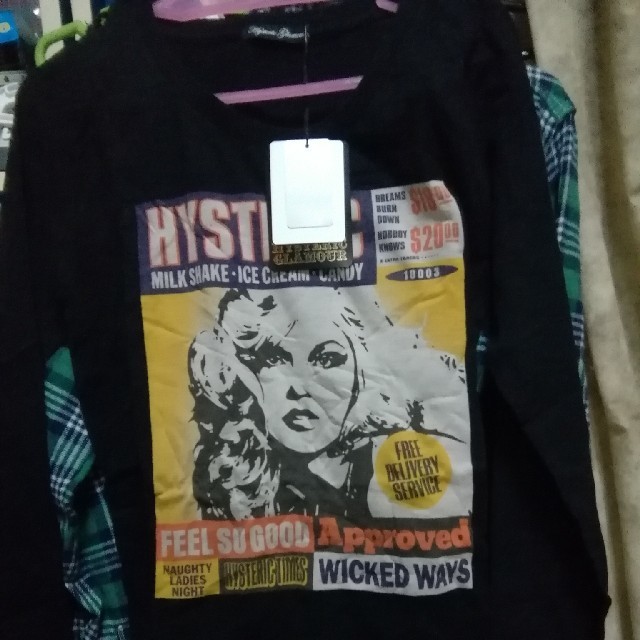 HYSTERIC
GLAMOUR
MILK SHAKE · ICE CREAM · CANDY
DREAMS
BURN
DOWN
NOBODY
KNOWS
$20.00
10003
FREE
DELIVERY
SERVICE
FEEL SO GOOD Approved
NAUGHTY
LADIES
NIGHT
HYSTERIC TIMES
WICKED WAYS